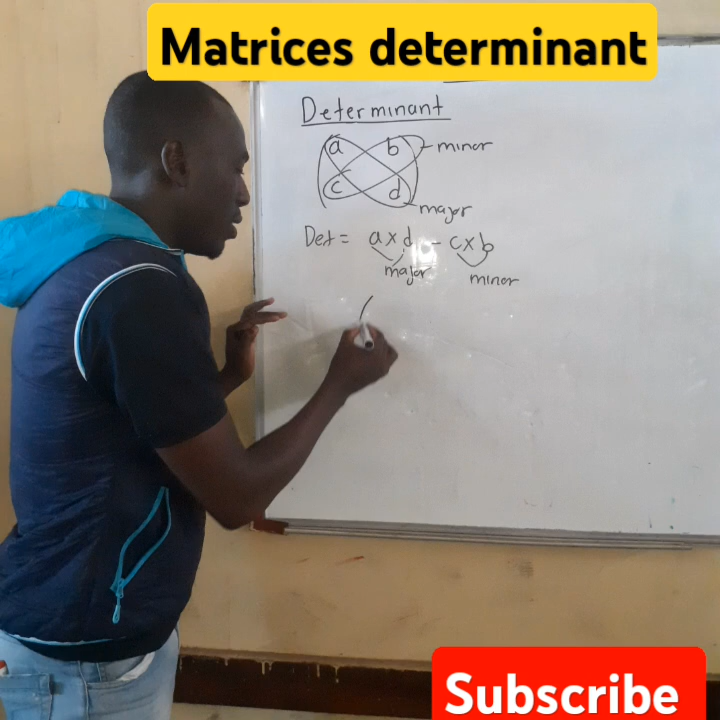 Matrices determinant
Determinant
a b - minor
c d - major
Det = a x d - c x b
major minor
Subscribe